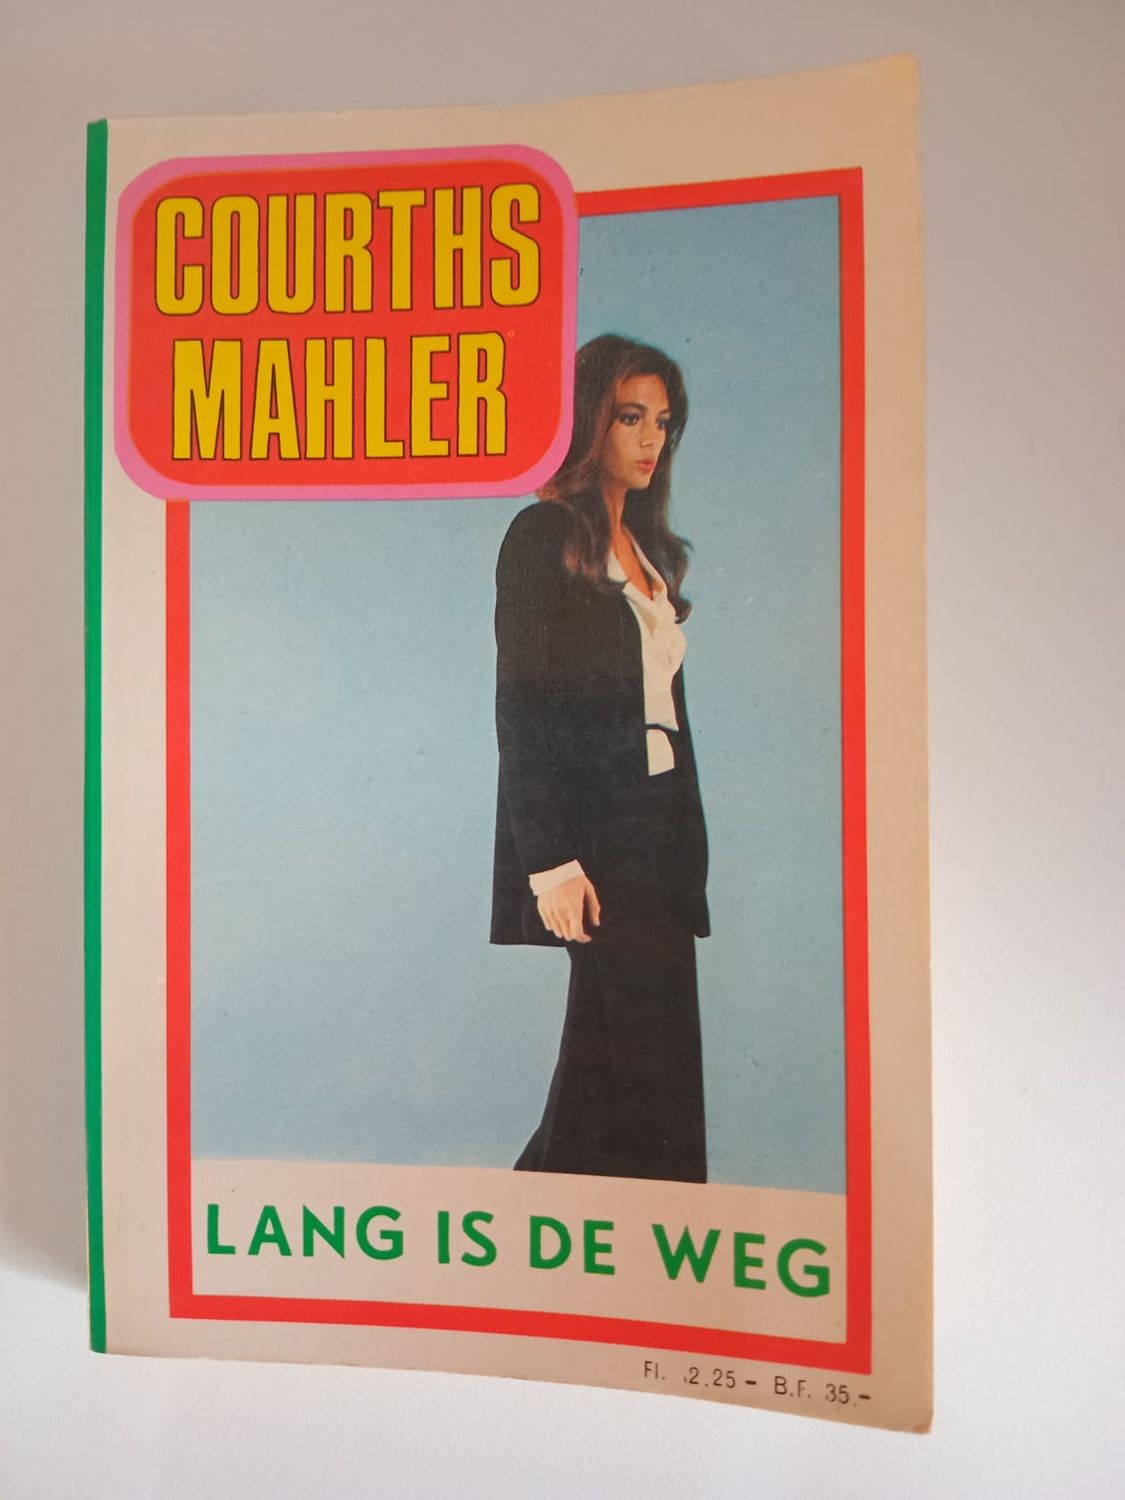 COURTHS
MAHLER
LANG IS DE WEG
Fl. 2.25 - B.F. 35.-